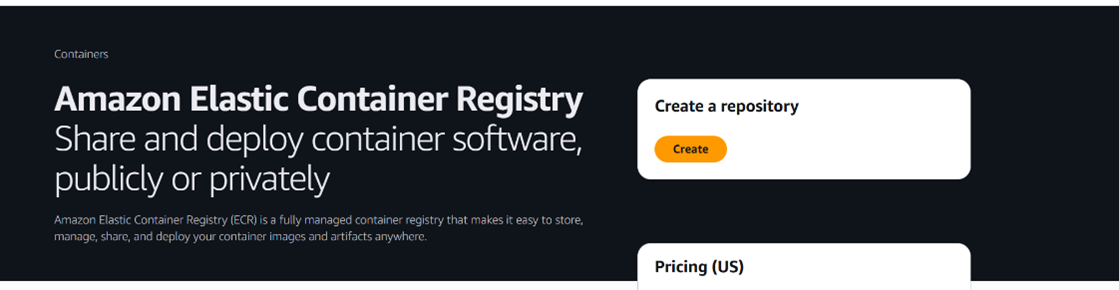 Containers
Amazon Elastic Container Registry
Share and deploy container software,
publicly or privately
Amazon Elastic Container Registry (ECR) is a fully managed container registry that makes it easy to store,
manage, share, and deploy your container images and artifacts anywhere.
Create a repository
Create
Pricing (US)